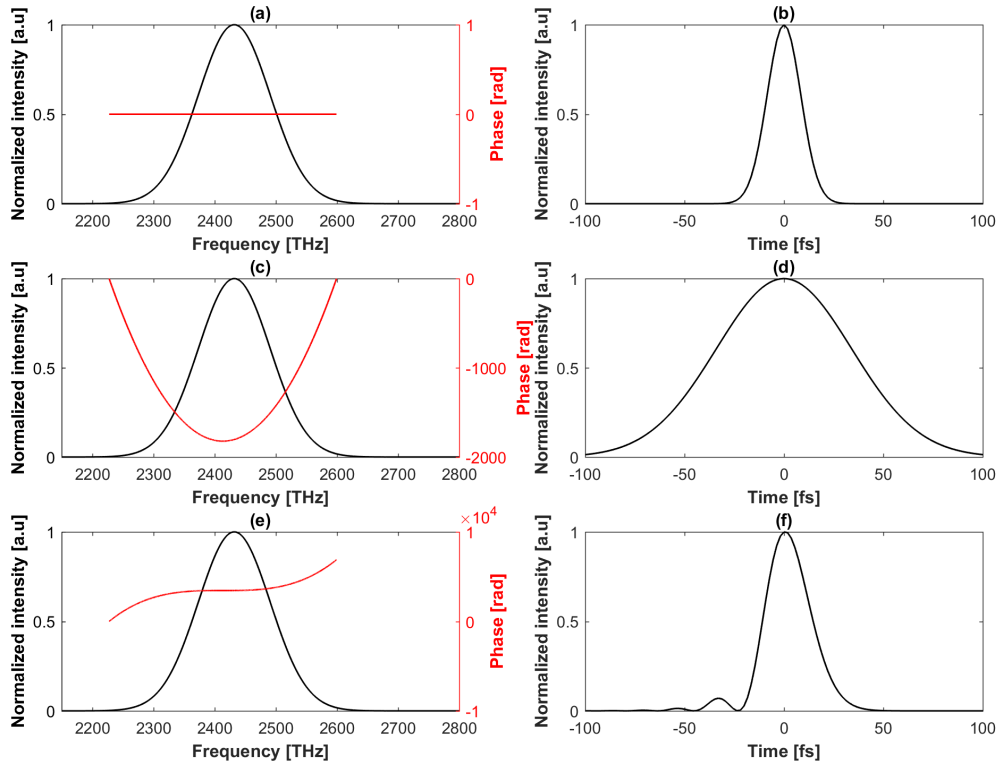 (a)
Normalized intensity [a.u]
1
0.5
0
2200 2300 2400 2500 2600 2700 2800
Frequency [THz]
1
0
-1
Phase [rad]
(b)
Normalized intensity [a.u]
1
0.5
0
-100 -50 0 50 100
Time [fs]
(c)
Normalized intensity [a.u]
1
0.5
0
2200 2300 2400 2500 2600 2700 2800
Frequency [THz]
0
-1000
-2000
Phase [rad]
(d)
Normalized intensity [a.u]
1
0.5
0
-100 -50 0 50 100
Time [fs]
(e)
Normalized intensity [a.u]
1
0.5
0
2200 2300 2400 2500 2600 2700 2800
Frequency [THz]
×10⁴
1
0
-1
Phase [rad]
(f)
Normalized intensity [a.u]
1
0.5
0
-100 -50 0 50 100
Time [fs]